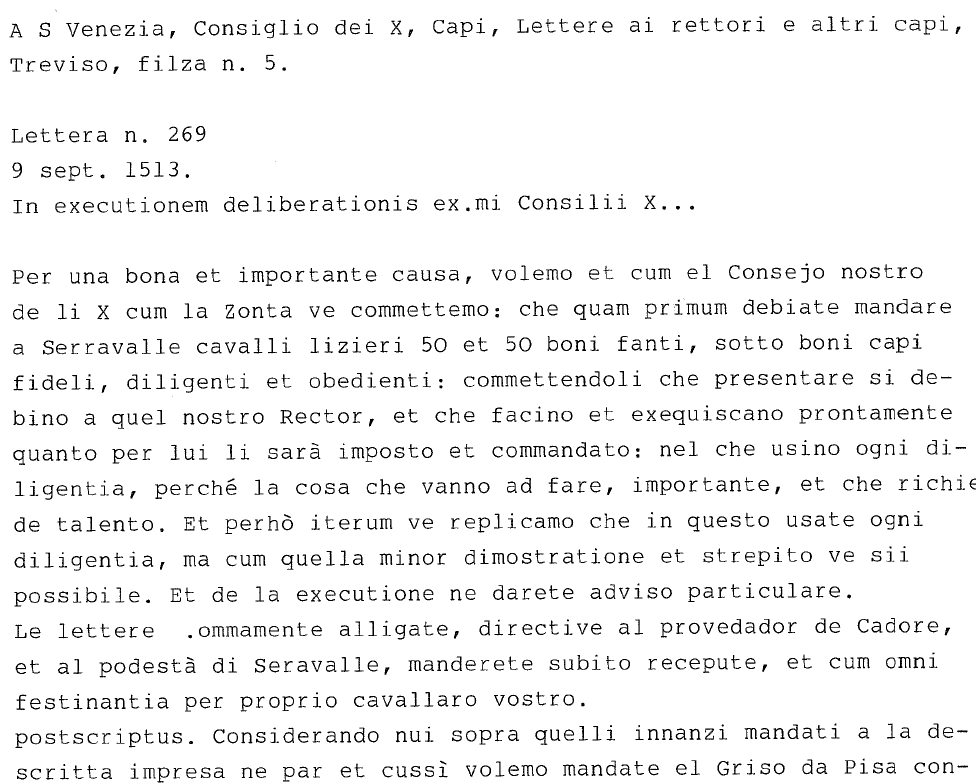 A S Venezia, Consiglio dei X, Capi, Lettere ai rettori e altri capi,
Treviso, filza n. 5.
Lettera n. 269
9 sept. 1513.
In executionem deliberationis ex.mi Consilii X...
Per una bona et importante causa, volemo et cum el Consejo nostro
de li X cum la Zonta ve commettemo: che quam primum debiate mandare
a Serravalle cavalli lizieri 50 et 50 boni fanti, sotto boni capi
fideli, diligenti et obedienti: commettendoli che presentare si de-
bino a quel nostro Rector, et che facino et exequiscano prontamente
quanto per lui li sarà imposto et commandato: nel che usino ogni di-
ligentia, perché la cosa che vanno ad fare, importante, et che richie
de talento. Et perhò iterum ve replicamo che in questo usate ogni
diligentia, ma cum quella minor dimostratione et strepito ve sii
possibile. Et de la executione ne darete adviso particulare.
Le lettere .ommamente alligate, directive al provedador de Cadore,
et al podestà di Seravalle, manderete subito recepute, et cum omni
festinantia per proprio cavallaro vostro.
postscriptus. Considerando nui sopra quelli innanzi mandati a la de-
scritta impresa ne par et cussì volemo mandate el Griso da Pisa con-